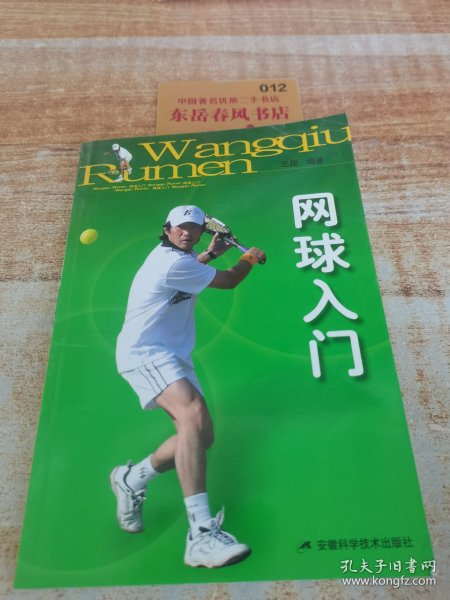 012
中国著名优质二手书店
东岳春风书店
Wangqiu
Rumen
编著
网球入门
安徽科学技术出版社
孔夫子旧书网
www.kongfz.com